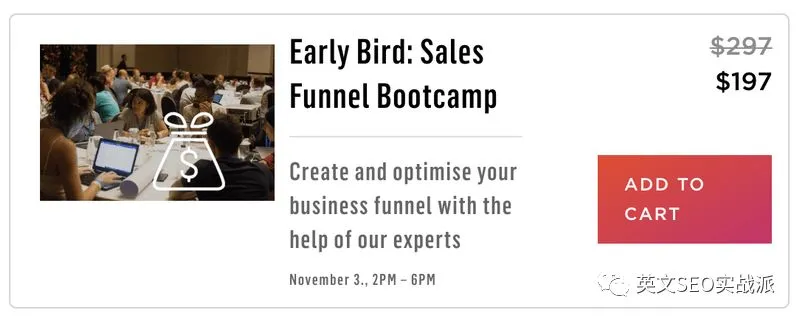 Early Bird: Sales
Funnel Bootcamp
$297
$197
Create and optimise your
business funnel with the
help of our experts
November 3., 2PM – 6PM
ADD TO
CART
$
英文SEO实战派